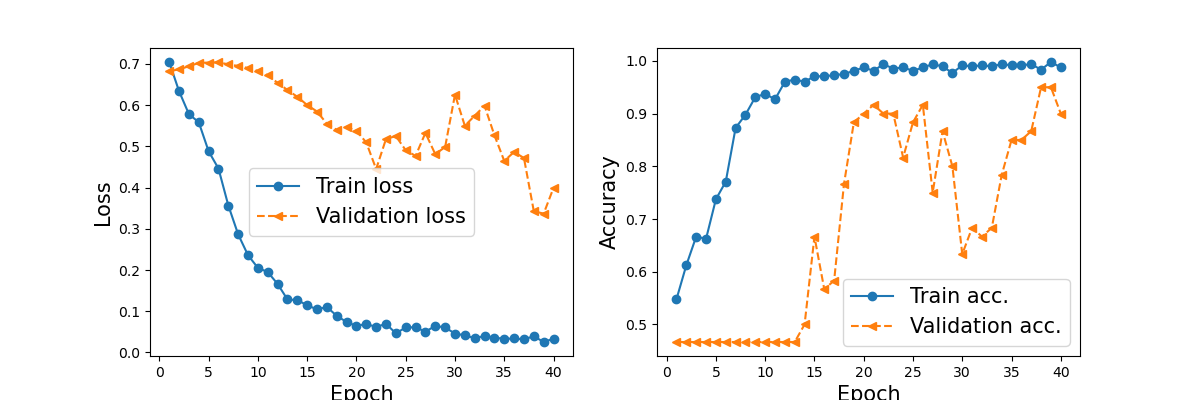 0.7
0.6
0.5
0.4
0.3
0.2
0.1
0.0
Loss
Train loss
Validation loss
0 5 10 15 20 25 30 35 40
Epoch
1.0
0.9
0.8
0.7
0.6
0.5
Accuracy
Train acc.
Validation acc.
0 5 10 15 20 25 30 35 40
Epoch